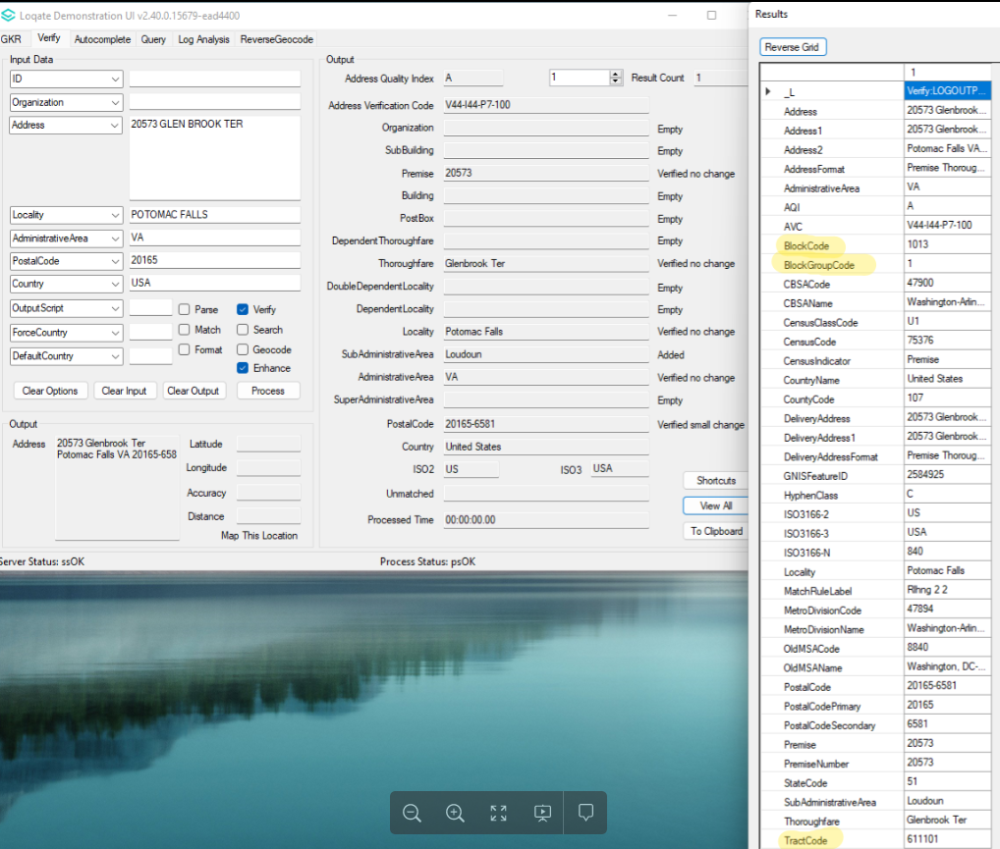 Loqate Demonstration UI v2.40.0.15679-ead4400
GKR Verify Autocomplete Query Log Analysis ReverseGeocode
Input Data
ID
Organization
Address 20573 GLEN BROOK TER
Locality POTOMAC FALLS
AdministrativeArea VA
PostalCode 20165
Country USA
OutputScript Parse Verify
ForceCountry Match Search
DefaultCountry Format Geocode
Enhance
Clear Options Clear Input Clear Output Process
Output
Address 20573 Glenbrook Ter
Potomac Falls VA 20165-658
Latitude
Longitude
Accuracy
Distance
Map This Location
Output
Address Quality Index A 1 Result Count 1
Address Verification Code V44-I44-P7-100
Organization Empty
SubBuilding Empty
Premise 20573 Verified no change
Building Empty
PostBox Empty
DependentThoroughfare Empty
Thoroughfare Glenbrook Ter Verified no change
DoubleDependentLocality Empty
DependentLocality Empty
Locality Potomac Falls Verified no change
SubAdministrativeArea Loudoun Added
AdministrativeArea VA Verified no change
SuperAdministrativeArea Empty
PostalCode 20165-6581 Verified small change
Country United States
ISO2 US ISO3 USA
Unmatched
Processed Time 00:00:00.00
Shortcuts
View All
To Clipboard
Server Status: ssOK Process Status: psOK
Results
Reverse Grid
1
_L Verify:LOGOUTP...
Address 20573 Glenbrook...
Address1 20573 Glenbrook...
Address2 Potomac Falls VA...
AddressFormat Premise Thoroug...
AdministrativeArea VA
AQI A
AVC V44-I44-P7-100
BlockCode 1013
BlockGroupCode 1
CBSACode 47900
CBSAName Washington-Arlin...
CensusClassCode U1
CensusCode 75376
CensusIndicator Premise
CountryName United States
CountyCode 107
DeliveryAddress 20573 Glenbrook...
DeliveryAddress1 20573 Glenbrook...
DeliveryAddressFormat Premise Thoroug...
GNISFeatureID 2584925
HyphenClass C
ISO3166-2 US
ISO3166-3 USA
ISO3166-N 840
Locality Potomac Falls
MatchRuleLabel Rlhng 2 2
MetroDivisionCode 47894
MetroDivisionName Washington-Arlin...
OldMSACode 8840
OldMSAName Washington, DC-...
PostalCode 20165-6581
PostalCodePrimary 20165
PostalCodeSecondary 6581
Premise 20573
PremiseNumber 20573
StateCode 51
SubAdministrativeArea Loudoun
Thoroughfare Glenbrook Ter
TractCode 611101